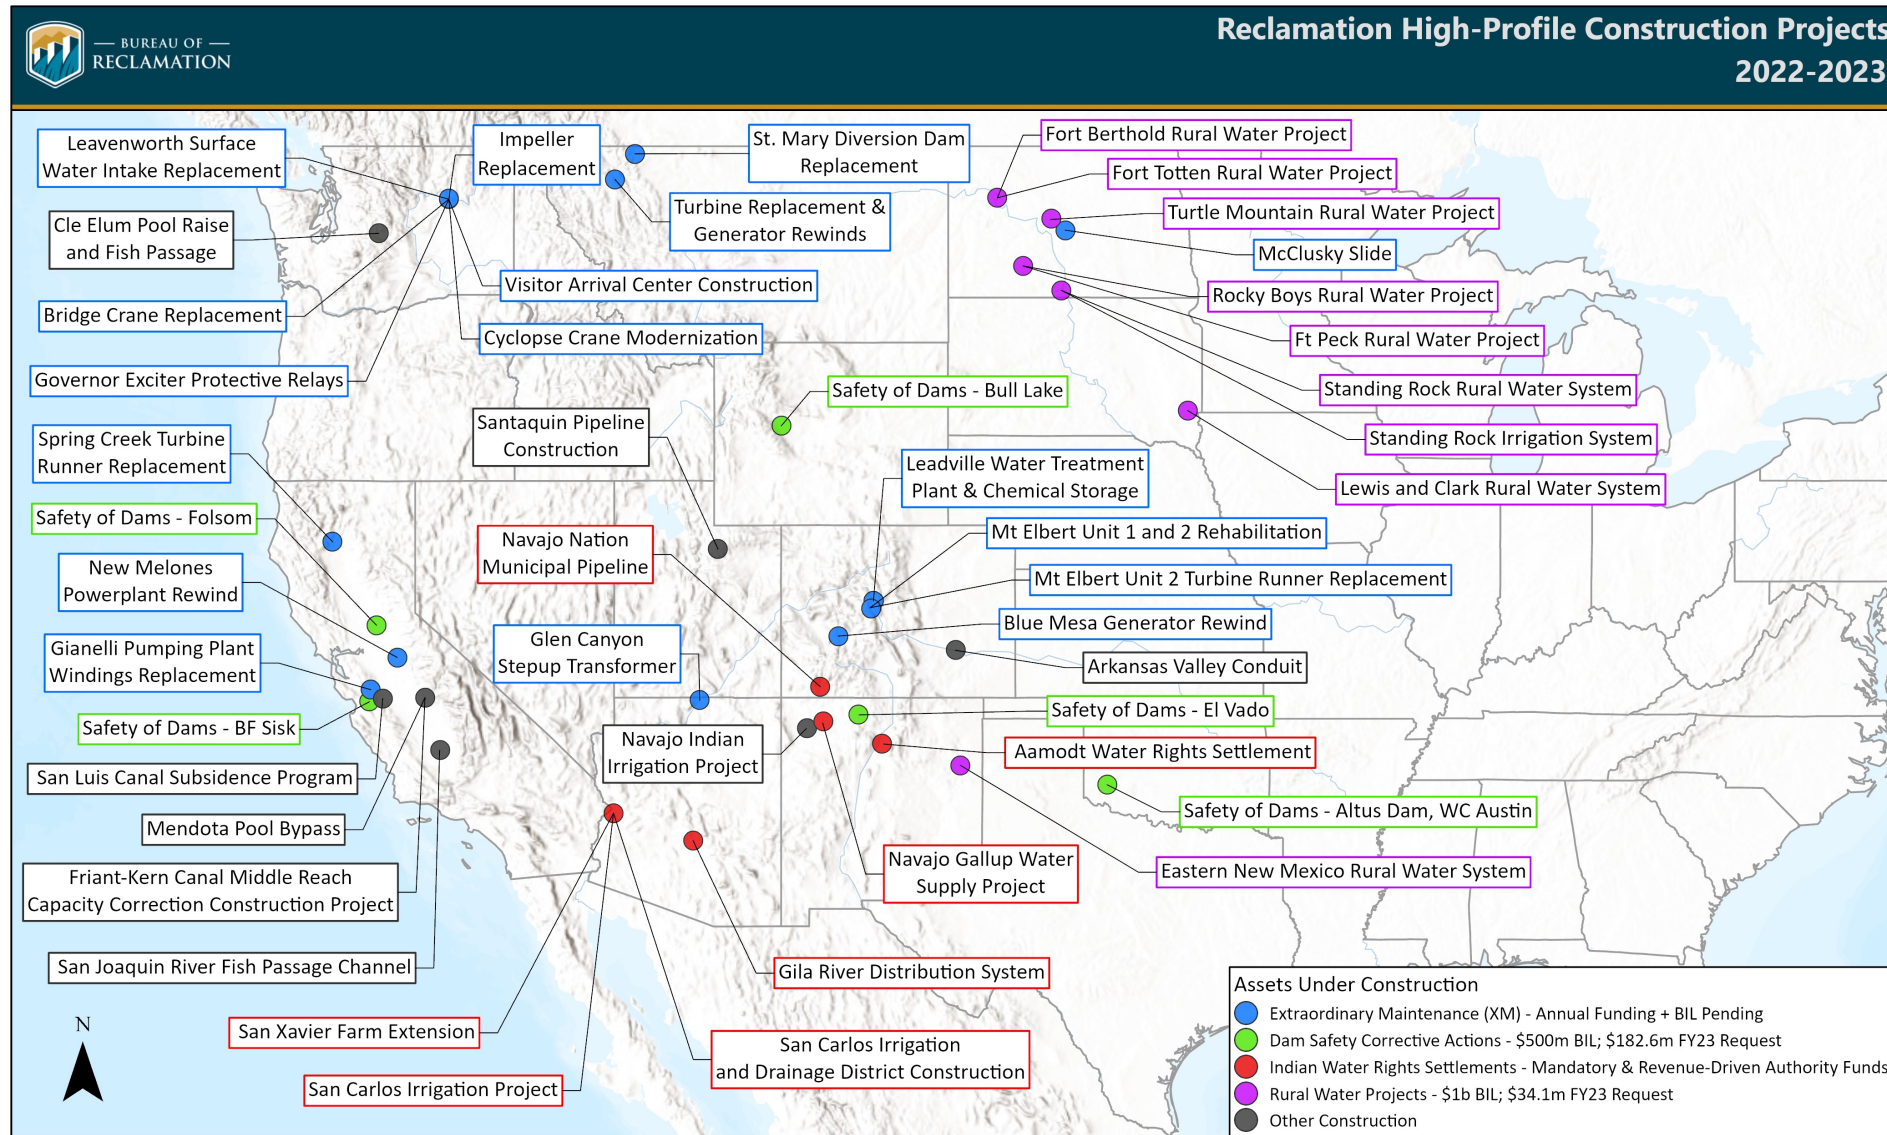 BUREAU OF
RECLAMATION
Reclamation High-Profile Construction Projects
2022-2023
Leavenworth Surface
Water Intake Replacement
Impeller
Replacement
St. Mary Diversion Dam
Replacement
Fort Berthold Rural Water Project
Fort Totten Rural Water Project
Turbine Replacement &
Generator Rewinds
Turtle Mountain Rural Water Project
Cle Elum Pool Raise
and Fish Passage
McClusky Slide
Visitor Arrival Center Construction
Rocky Boys Rural Water Project
Bridge Crane Replacement
Cyclopse Crane Modernization
Ft Peck Rural Water Project
Governor Exciter Protective Relays
Safety of Dams - Bull Lake
Standing Rock Rural Water System
Santaquin Pipeline
Construction
Spring Creek Turbine
Runner Replacement
Standing Rock Irrigation System
Leadville Water Treatment
Plant & Chemical Storage
Lewis and Clark Rural Water System
Safety of Dams - Folsom
Navajo Nation
Municipal Pipeline
Mt Elbert Unit 1 and 2 Rehabilitation
New Melones
Powerplant Rewind
Mt Elbert Unit 2 Turbine Runner Replacement
Blue Mesa Generator Rewind
Glen Canyon
Stepup Transformer
Gianelli Pumping Plant
Windings Replacement
Arkansas Valley Conduit
Safety of Dams - El Vado
Safety of Dams - BF Sisk
Navajo Indian
Irrigation Project
Aamodt Water Rights Settlement
San Luis Canal Subsidence Program
Safety of Dams - Altus Dam, WC Austin
Mendota Pool Bypass
Navajo Gallup Water
Supply Project
Eastern New Mexico Rural Water System
Friant-Kern Canal Middle Reach
Capacity Correction Construction Project
San Joaquin River Fish Passage Channel
Gila River Distribution System
San Xavier Farm Extension
San Carlos Irrigation
and Drainage District Construction
San Carlos Irrigation Project
N
Assets Under Construction
Extraordinary Maintenance (XM) - Annual Funding + BIL Pending
Dam Safety Corrective Actions - $500m BIL; $182.6m FY23 Request
Indian Water Rights Settlements - Mandatory & Revenue-Driven Authority Funds
Rural Water Projects - $1b BIL; $34.1m FY23 Request
Other Construction